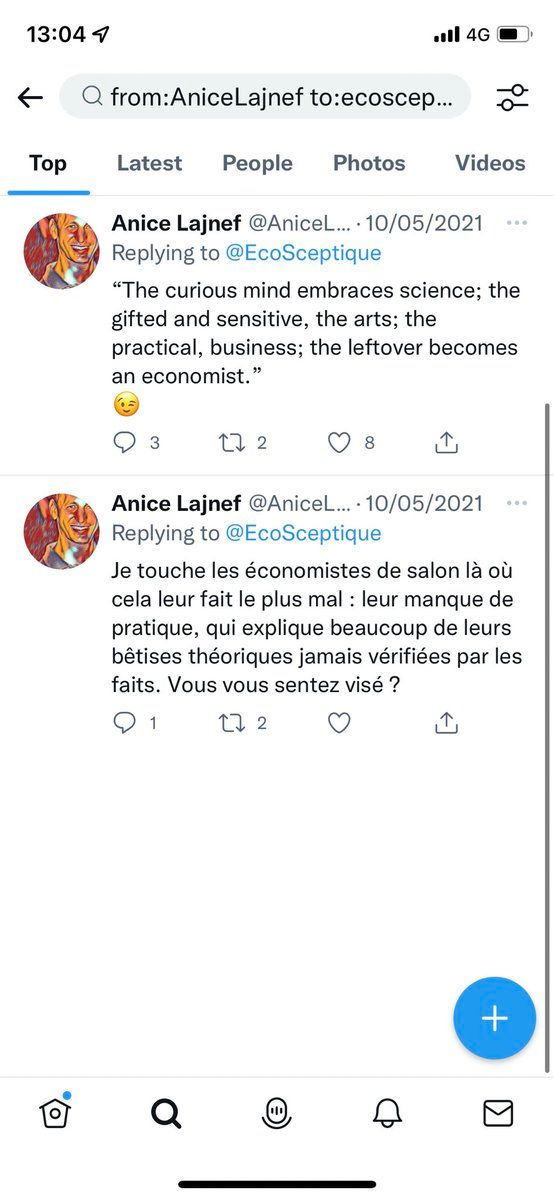 13:04
4G
from:AniceLajnef to:ecoscep...
Top Latest People Photos Videos
Anice Lajnef @AniceL... · 10/05/2021
Replying to @EcoSceptique
“The curious mind embraces science; the
gifted and sensitive, the arts; the
practical, business; the leftover becomes
an economist.”
😉
3 2 8
Anice Lajnef @AniceL... · 10/05/2021
Replying to @EcoSceptique
Je touche les économistes de salon là où
cela leur fait le plus mal : leur manque de
pratique, qui explique beaucoup de leurs
bêtises théoriques jamais vérifiées par les
faits. Vous vous sentez visé ?
1 2